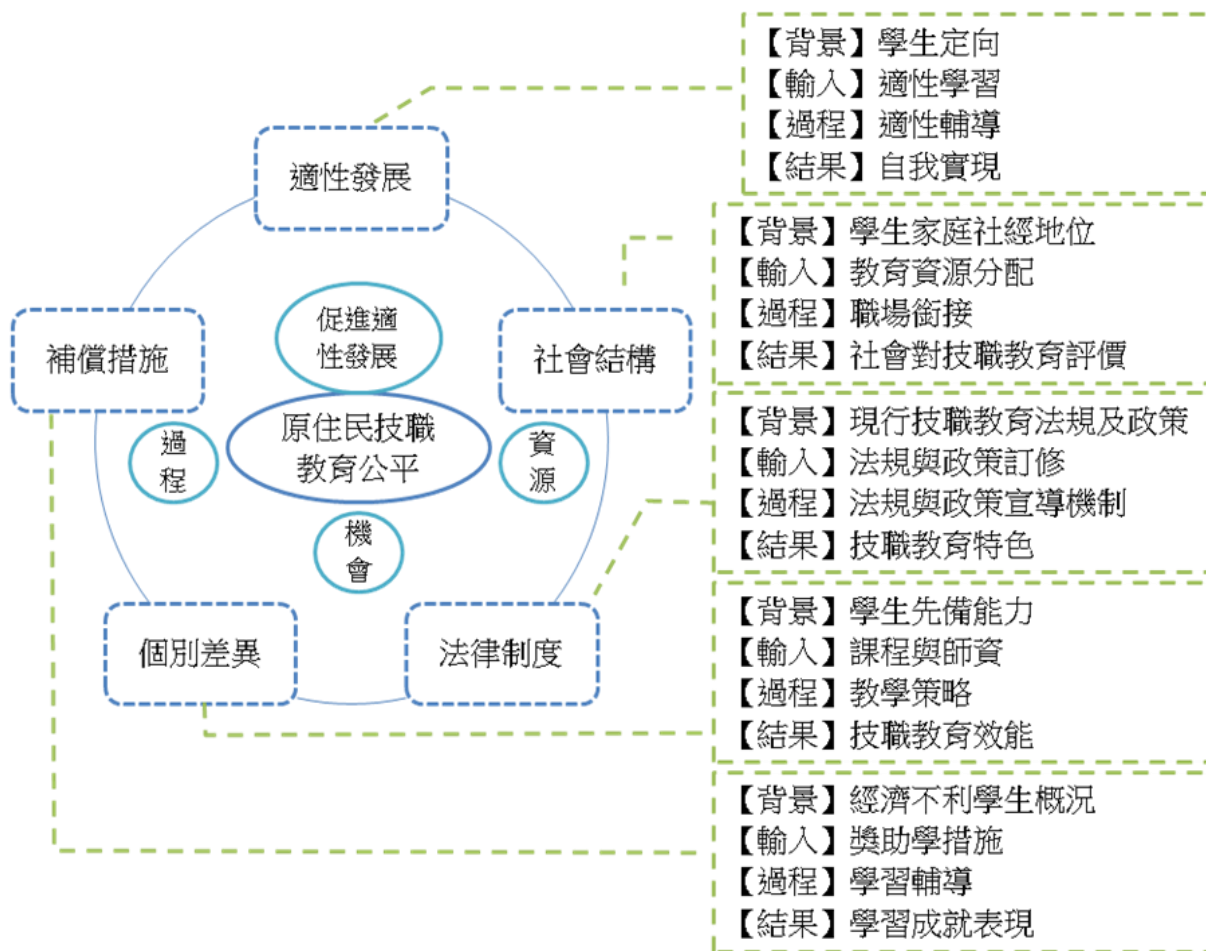 適性發展
補償措施
社會結構
個別差異
法律制度
促進適
性發展
原住民技職
教育公平
過
程
資
源
機
會
【背景】學生定向
【輸入】適性學習
【過程】適性輔導
【結果】自我實現
【背景】學生家庭社經地位
【輸入】教育資源分配
【過程】職場銜接
【結果】社會對技職教育評價
【背景】現行技職教育法規及政策
【輸入】法規與政策訂修
【過程】法規與政策宣導機制
【結果】技職教育特色
【背景】學生先備能力
【輸入】課程與師資
【過程】教學策略
【結果】技職教育效能
【背景】經濟不利學生概況
【輸入】獎助學措施
【過程】學習輔導
【結果】學習成就表現